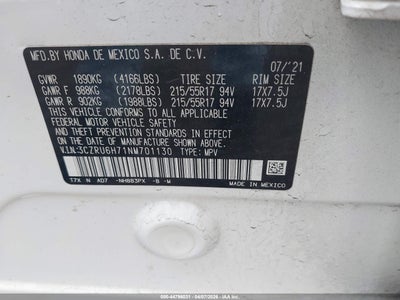 MFD.BY HONDA DE MEXICO S.A. DE C.V. 07/'21
GVWR 1890KG (4166LBS) TIRE SIZE RIM SIZE
GAWR F 988KG (2178LBS) 215/55R17 94V 17X7.5J
GAWR R 902KG (1988LBS) 215/55R17 94V 17X7.5J
THIS VEHICLE CONFORMS TO ALL APPLICABLE
FEDERAL MOTOR VEHICLE SAFETY AND THEFT
PREVENTION STANDARDS IN EFFECT ON THE DATE
OF MANUFACTURE SHOWN ABOVE.
V.I.N.3CZRU6H71NM701130 TYPE: MPV
T7X N AD7 -NH883PX -B -M
MADE IN MEXICO